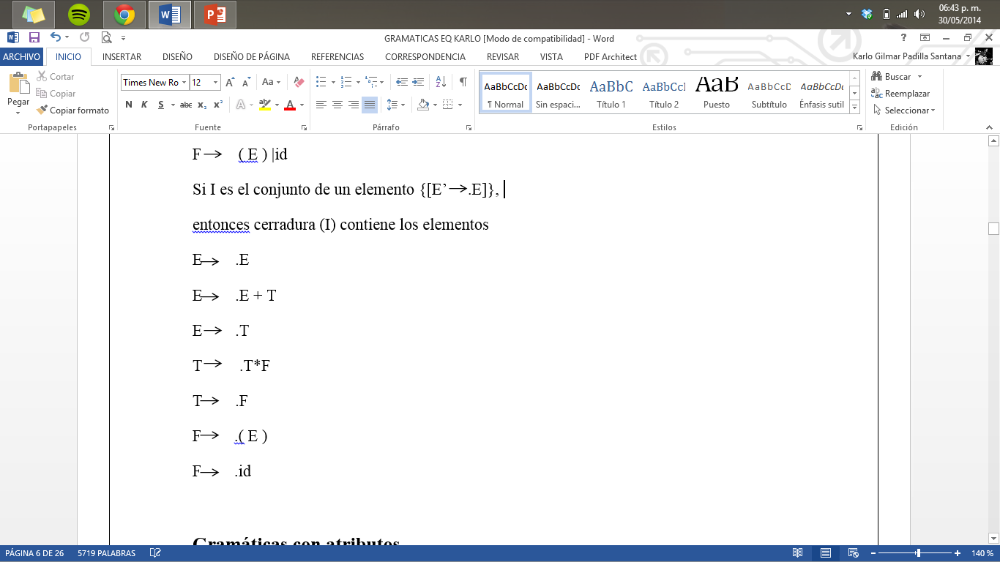 06:43 p. m.
30/05/2014
GRAMATICAS EQ KARLO [Modo de compatibilidad] - Word
ARCHIVO INICIO INSERTAR DISEÑO DISEÑO DE PÁGINA REFERENCIAS CORRESPONDENCIA REVISAR VISTA PDF Architect Karlo Gilmar Padilla Santana
Pegar
Cortar
Copiar
Copiar formato
Portapapeles
Times New Ro 12
N K S abc x₂ x²
Fuente
Párrafo
AaBbCcDc AaBbCcDc AaBbC AaBbCcI AaB AaBbCcD AaBbCcDc
¶ Normal Sin espaci... Título 1 Título 2 Puesto Subtítulo Énfasis sutil
Estilos
Buscar
Reemplazar
Seleccionar
Edición
F→ ( E ) |id
Si I es el conjunto de un elemento {[E’→.E]},
entonces cerradura (I) contiene los elementos
E→ .E
E→ .E + T
E→ .T
T→ .T*F
T→ .F
F→ .( E )
F→ .id
Gramáticas con atributos
PÁGINA 6 DE 26 5719 PALABRAS 140 %